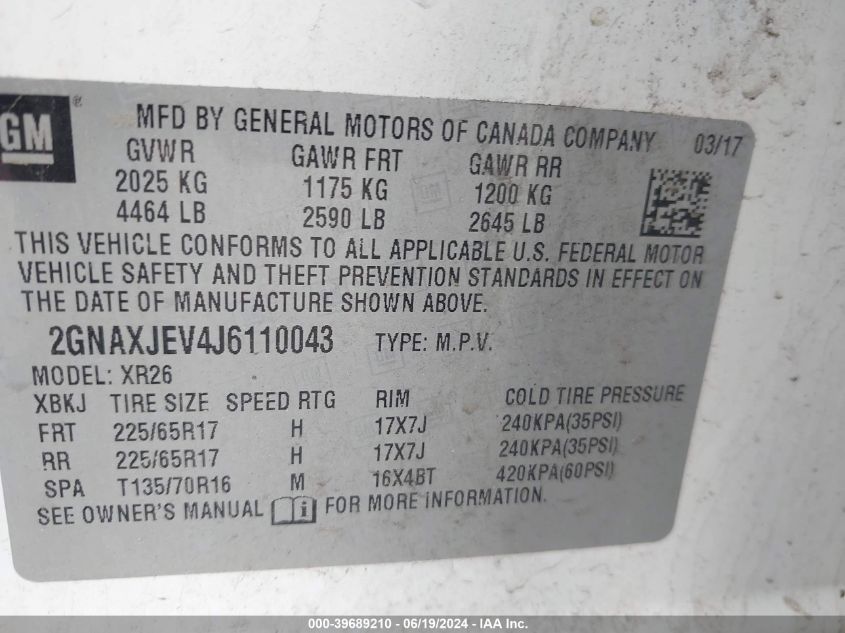 GM ®
MFD BY GENERAL MOTORS OF CANADA COMPANY 03/17
GVWR GAWR FRT GAWR RR
2025 KG 1175 KG 1200 KG
4464 LB 2590 LB 2645 LB
THIS VEHICLE CONFORMS TO ALL APPLICABLE U.S. FEDERAL MOTOR
VEHICLE SAFETY AND THEFT PREVENTION STANDARDS IN EFFECT ON
THE DATE OF MANUFACTURE SHOWN ABOVE.
2GNAXJEV4J6110043 TYPE: M.P.V.
MODEL: XR26
XBKJ TIRE SIZE SPEED RTG RIM COLD TIRE PRESSURE
FRT 225/65R17 H 17X7J 240KPA(35PSI)
RR 225/65R17 H 17X7J 240KPA(35PSI)
SPA T135/70R16 M 16X4BT 420KPA(60PSI)
SEE OWNER'S MANUAL i FOR MORE INFORMATION.
000-39689210 - 06/19/2024 - IAA Inc.